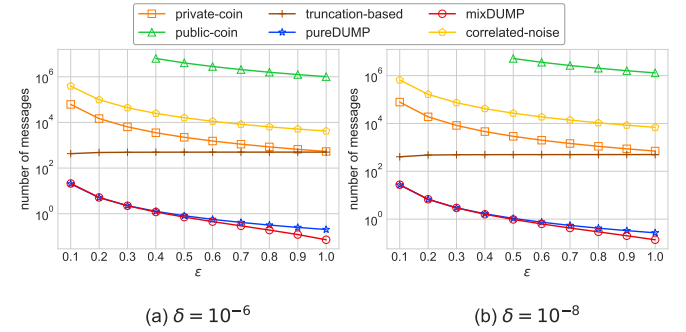 private-coin truncation-based mixDUMP
public-coin pureDUMP correlated-noise
number of messages
10^6
10^4
10^2
10^0
0.1 0.2 0.3 0.4 0.5 0.6 0.7 0.8 0.9 1.0
ε
(a) δ = 10^{-6}
number of messages
10^6
10^4
10^2
10^0
0.1 0.2 0.3 0.4 0.5 0.6 0.7 0.8 0.9 1.0
ε
(b) δ = 10^{-8}